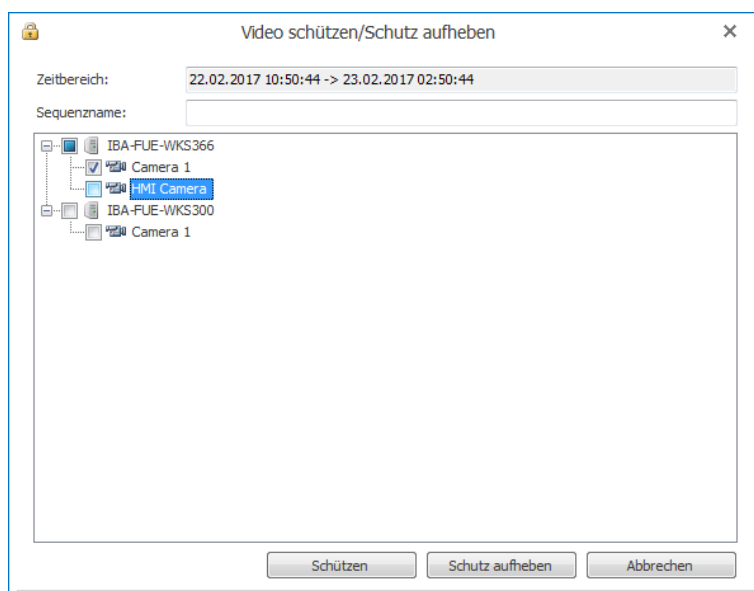 Video schützen/Schutz aufheben
Zeitbereich: 22.02.2017 10:50:44 -> 23.02.2017 02:50:44
Sequenzname:
IBA-FUE-WKS366
Camera 1
HMI Camera
IBA-FUE-WKS300
Camera 1
Schützen Schutz aufheben Abbrechen